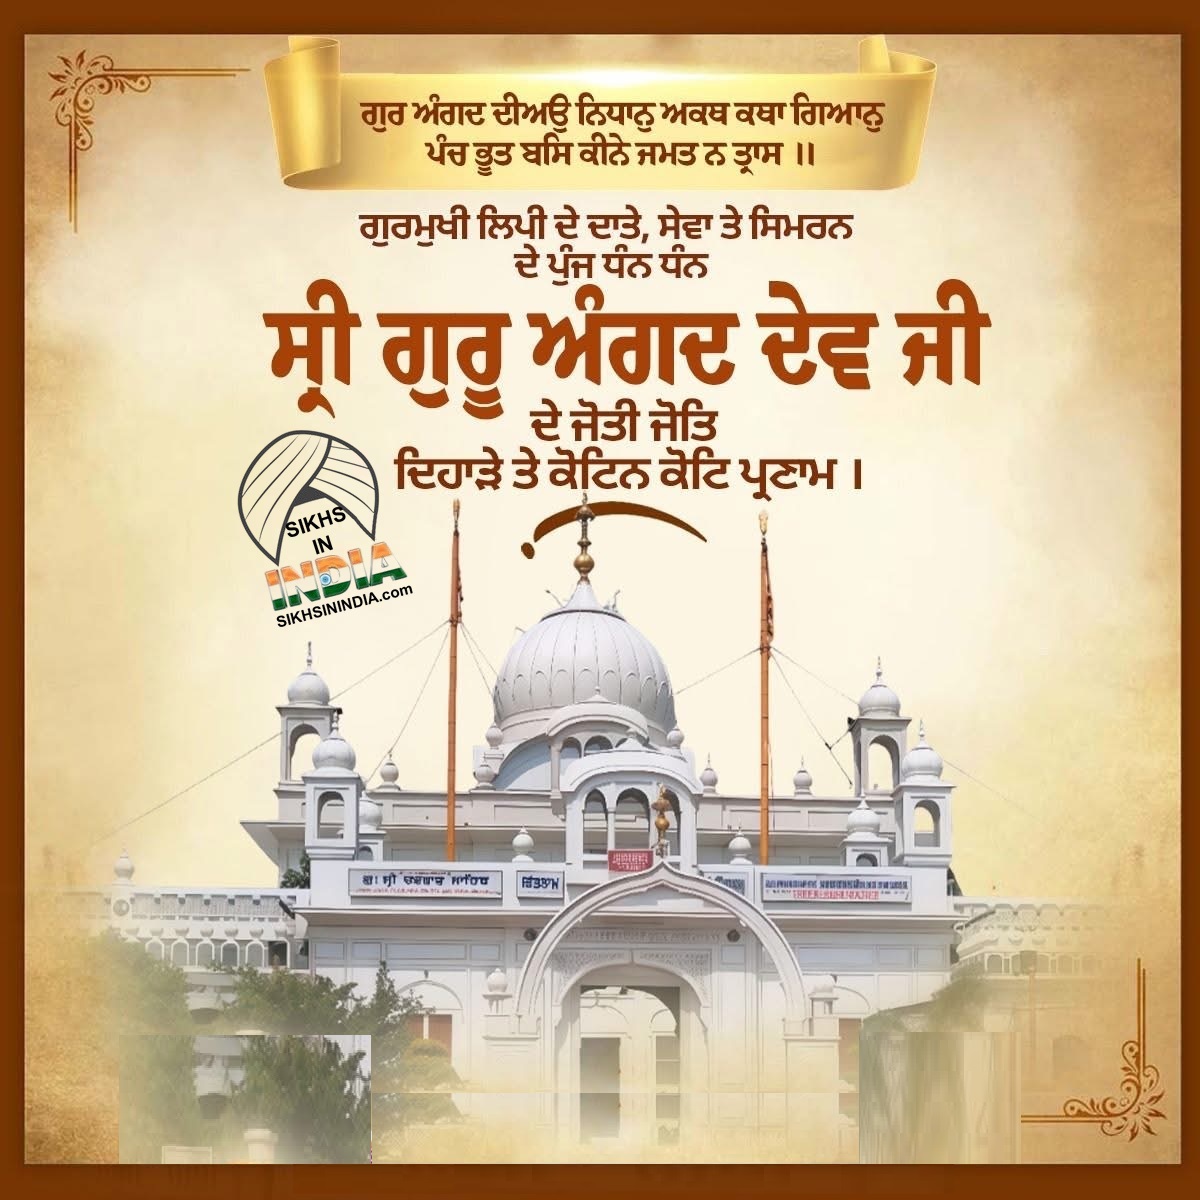 ਗੁਰ ਅੰਗਦ ਦੀਅਉ ਨਿਧਾਨੁ ਅਕਥ ਕਥਾ ਗਿਆਨੁ
ਪੰਚ ਭੂਤ ਬਸਿ ਕੀਨੇ ਜਮਤ ਨ ਤ੍ਰਾਸ ॥
ਗੁਰਮੁਖੀ ਲਿਪੀ ਦੇ ਦਾਤੇ, ਸੇਵਾ ਤੇ ਸਿਮਰਨ
ਦੇ ਪੁੰਜ ਧੰਨ ਧੰਨ
ਸ੍ਰੀ ਗੁਰੂ ਅੰਗਦ ਦੇਵ ਜੀ
ਦੇ ਜੋਤੀ ਜੋਤਿ
ਦਿਹਾੜੇ ਤੇ ਕੋਟਿਨ ਕੋਟਿ ਪ੍ਰਣਾਮ ।
SIKHS
IN
INDIA
SIKHSININDIA.com